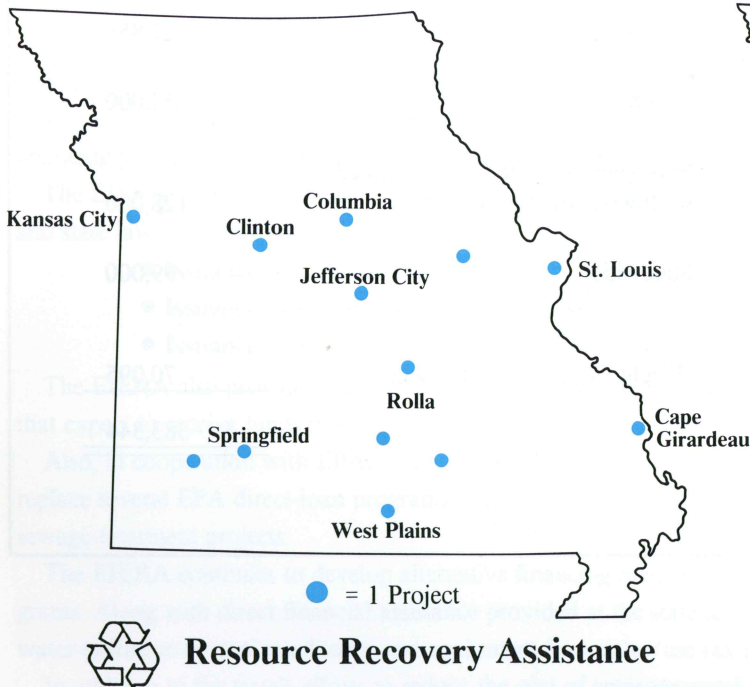 Kansas City
Clinton
Columbia
Jefferson City
St. Louis
Rolla
Springfield
Cape
Girardeau
West Plains
= 1 Project
Resource Recovery Assistance